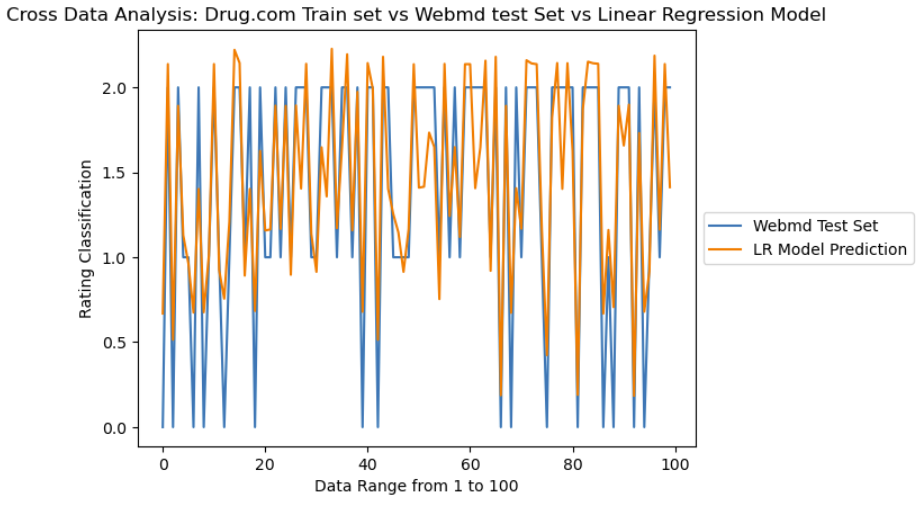 Cross Data Analysis: Drug.com Train set vs Webmd test Set vs Linear Regression Model
2.0
1.5
1.0
0.5
0.0
Rating Classification
0 20 40 60 80 100
Data Range from 1 to 100
Webmd Test Set
LR Model Prediction